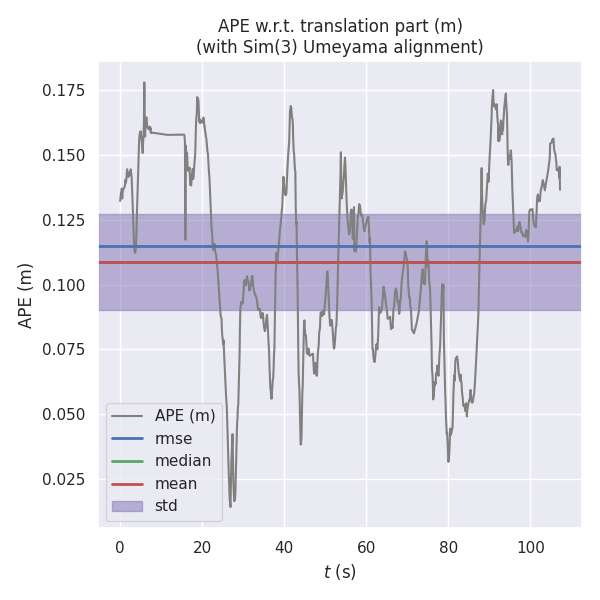 APE w.r.t. translation part (m)
(with Sim(3) Umeyama alignment)
APE (m)
0.175
0.150
0.125
0.100
0.075
0.050
0.025
APE (m)
rmse
median
mean
std
0 20 40 60 80 100
t (s)